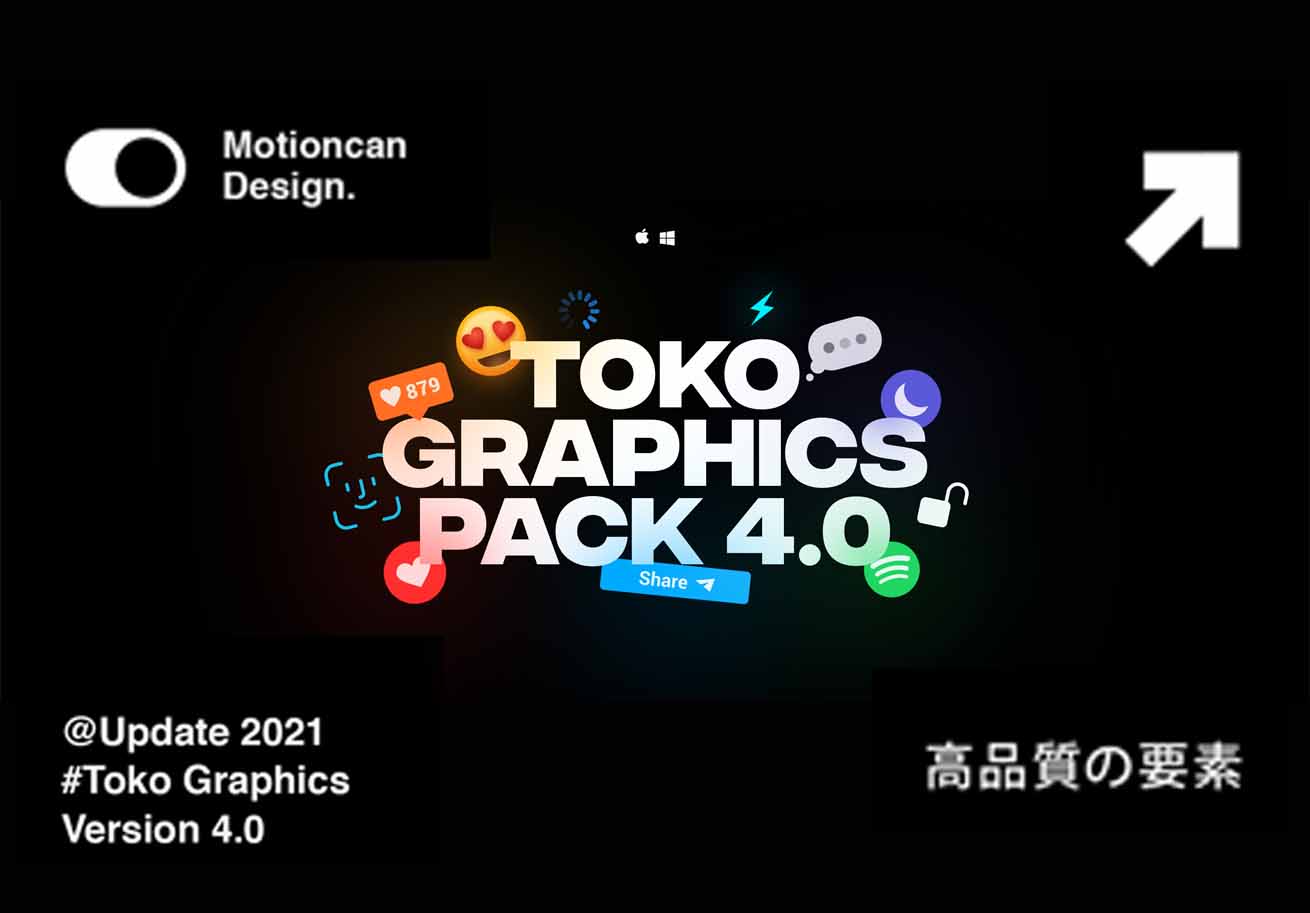 Motioncan
Design.
879
TOKO
GRAPHICS
PACK 4.0
Share
@Update 2021
#Toko Graphics
Version 4.0
高品質の要素